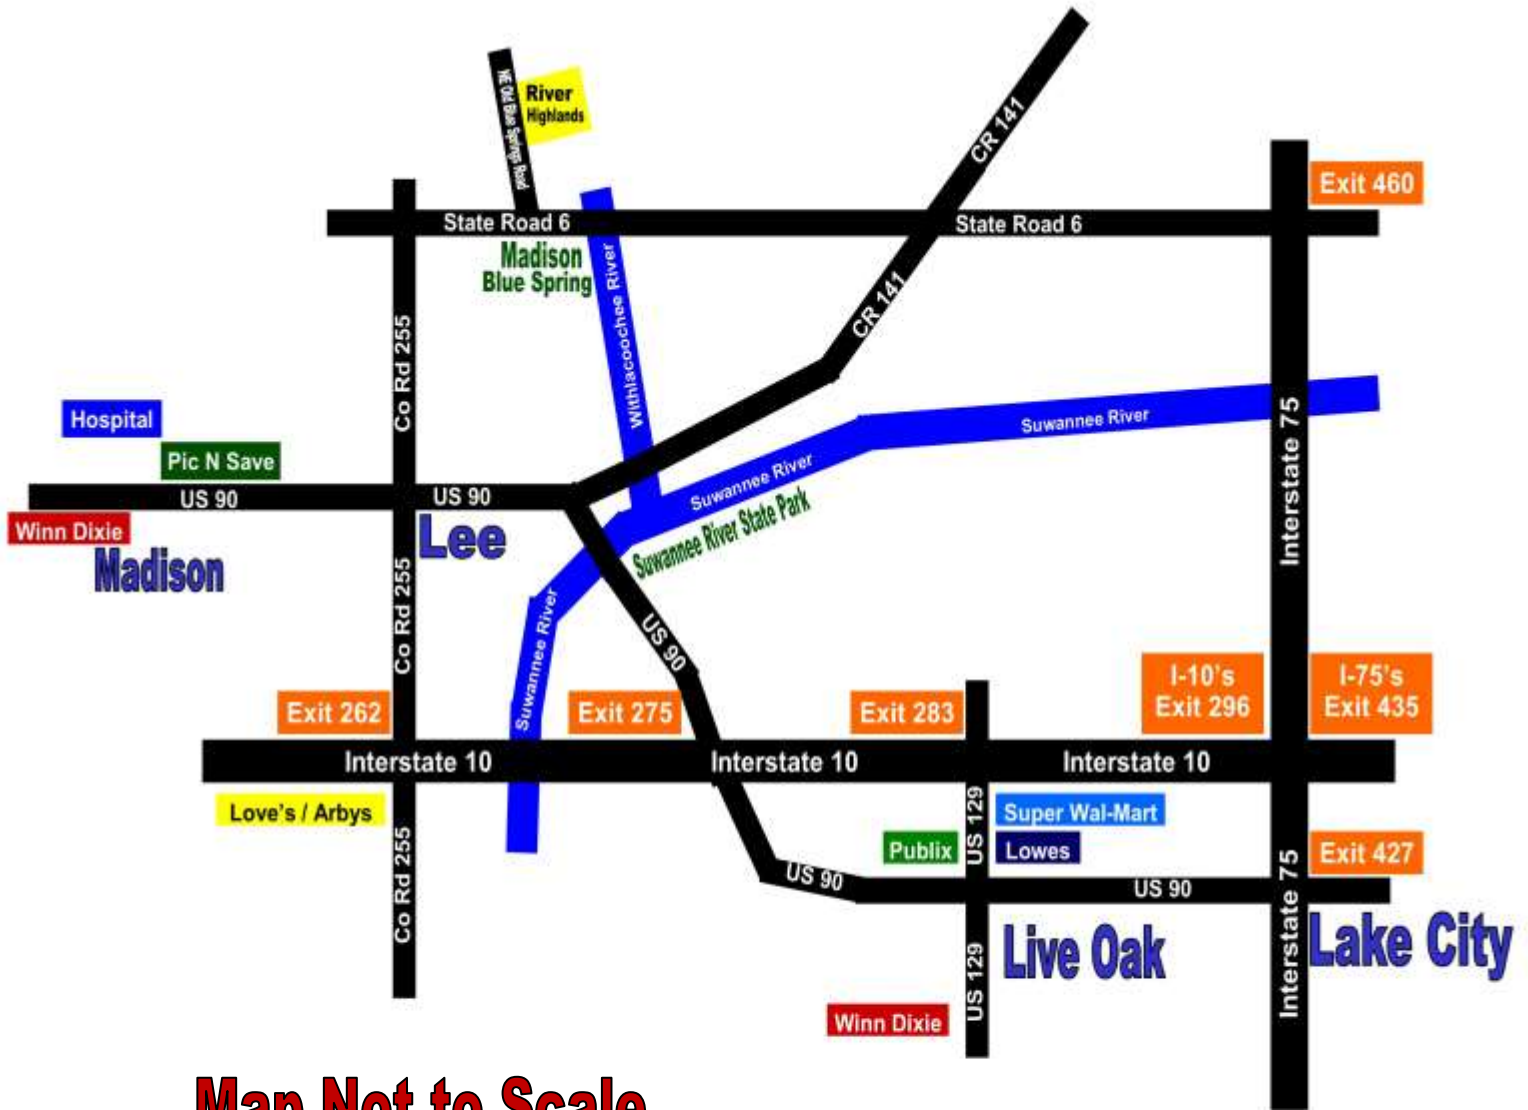 NE Old Blue Springs Road
River
Highlands
CR 141
Exit 460
State Road 6
State Road 6
Madison
Blue Spring
Withlacoochee River
CR 141
Co Rd 255
Hospital
Pic N Save
US 90
US 90
Winn Dixie
Madison
Lee
Suwannee River
Suwannee River
Suwannee River State Park
Interstate 75
Co Rd 255
Suwannee River
US 90
Exit 262
Exit 275
Exit 283
I-10's
Exit 296
I-75's
Exit 435
Interstate 10
Interstate 10
Interstate 10
Love's / Arbys
Super Wal-Mart
US 129
Publix
Lowes
Exit 427
Co Rd 255
US 90
US 90
Interstate 75
Live Oak
Lake City
US 129
Winn Dixie
Map Not to Scale